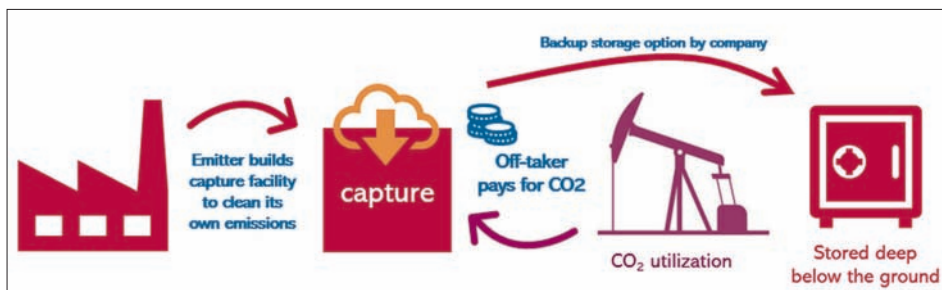 Backup storage option by company
Emitter builds
capture facility
to clean its
own emissions
capture
Off-taker
pays for CO2
CO₂ utilization
Stored deep
below the ground